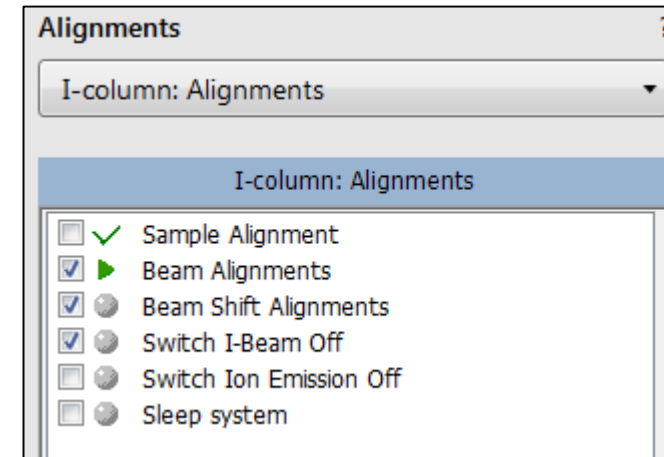 Alignments
I-column: Alignments
I-column: Alignments
Sample Alignment
Beam Alignments
Beam Shift Alignments
Switch I-Beam Off
Switch Ion Emission Off
Sleep system